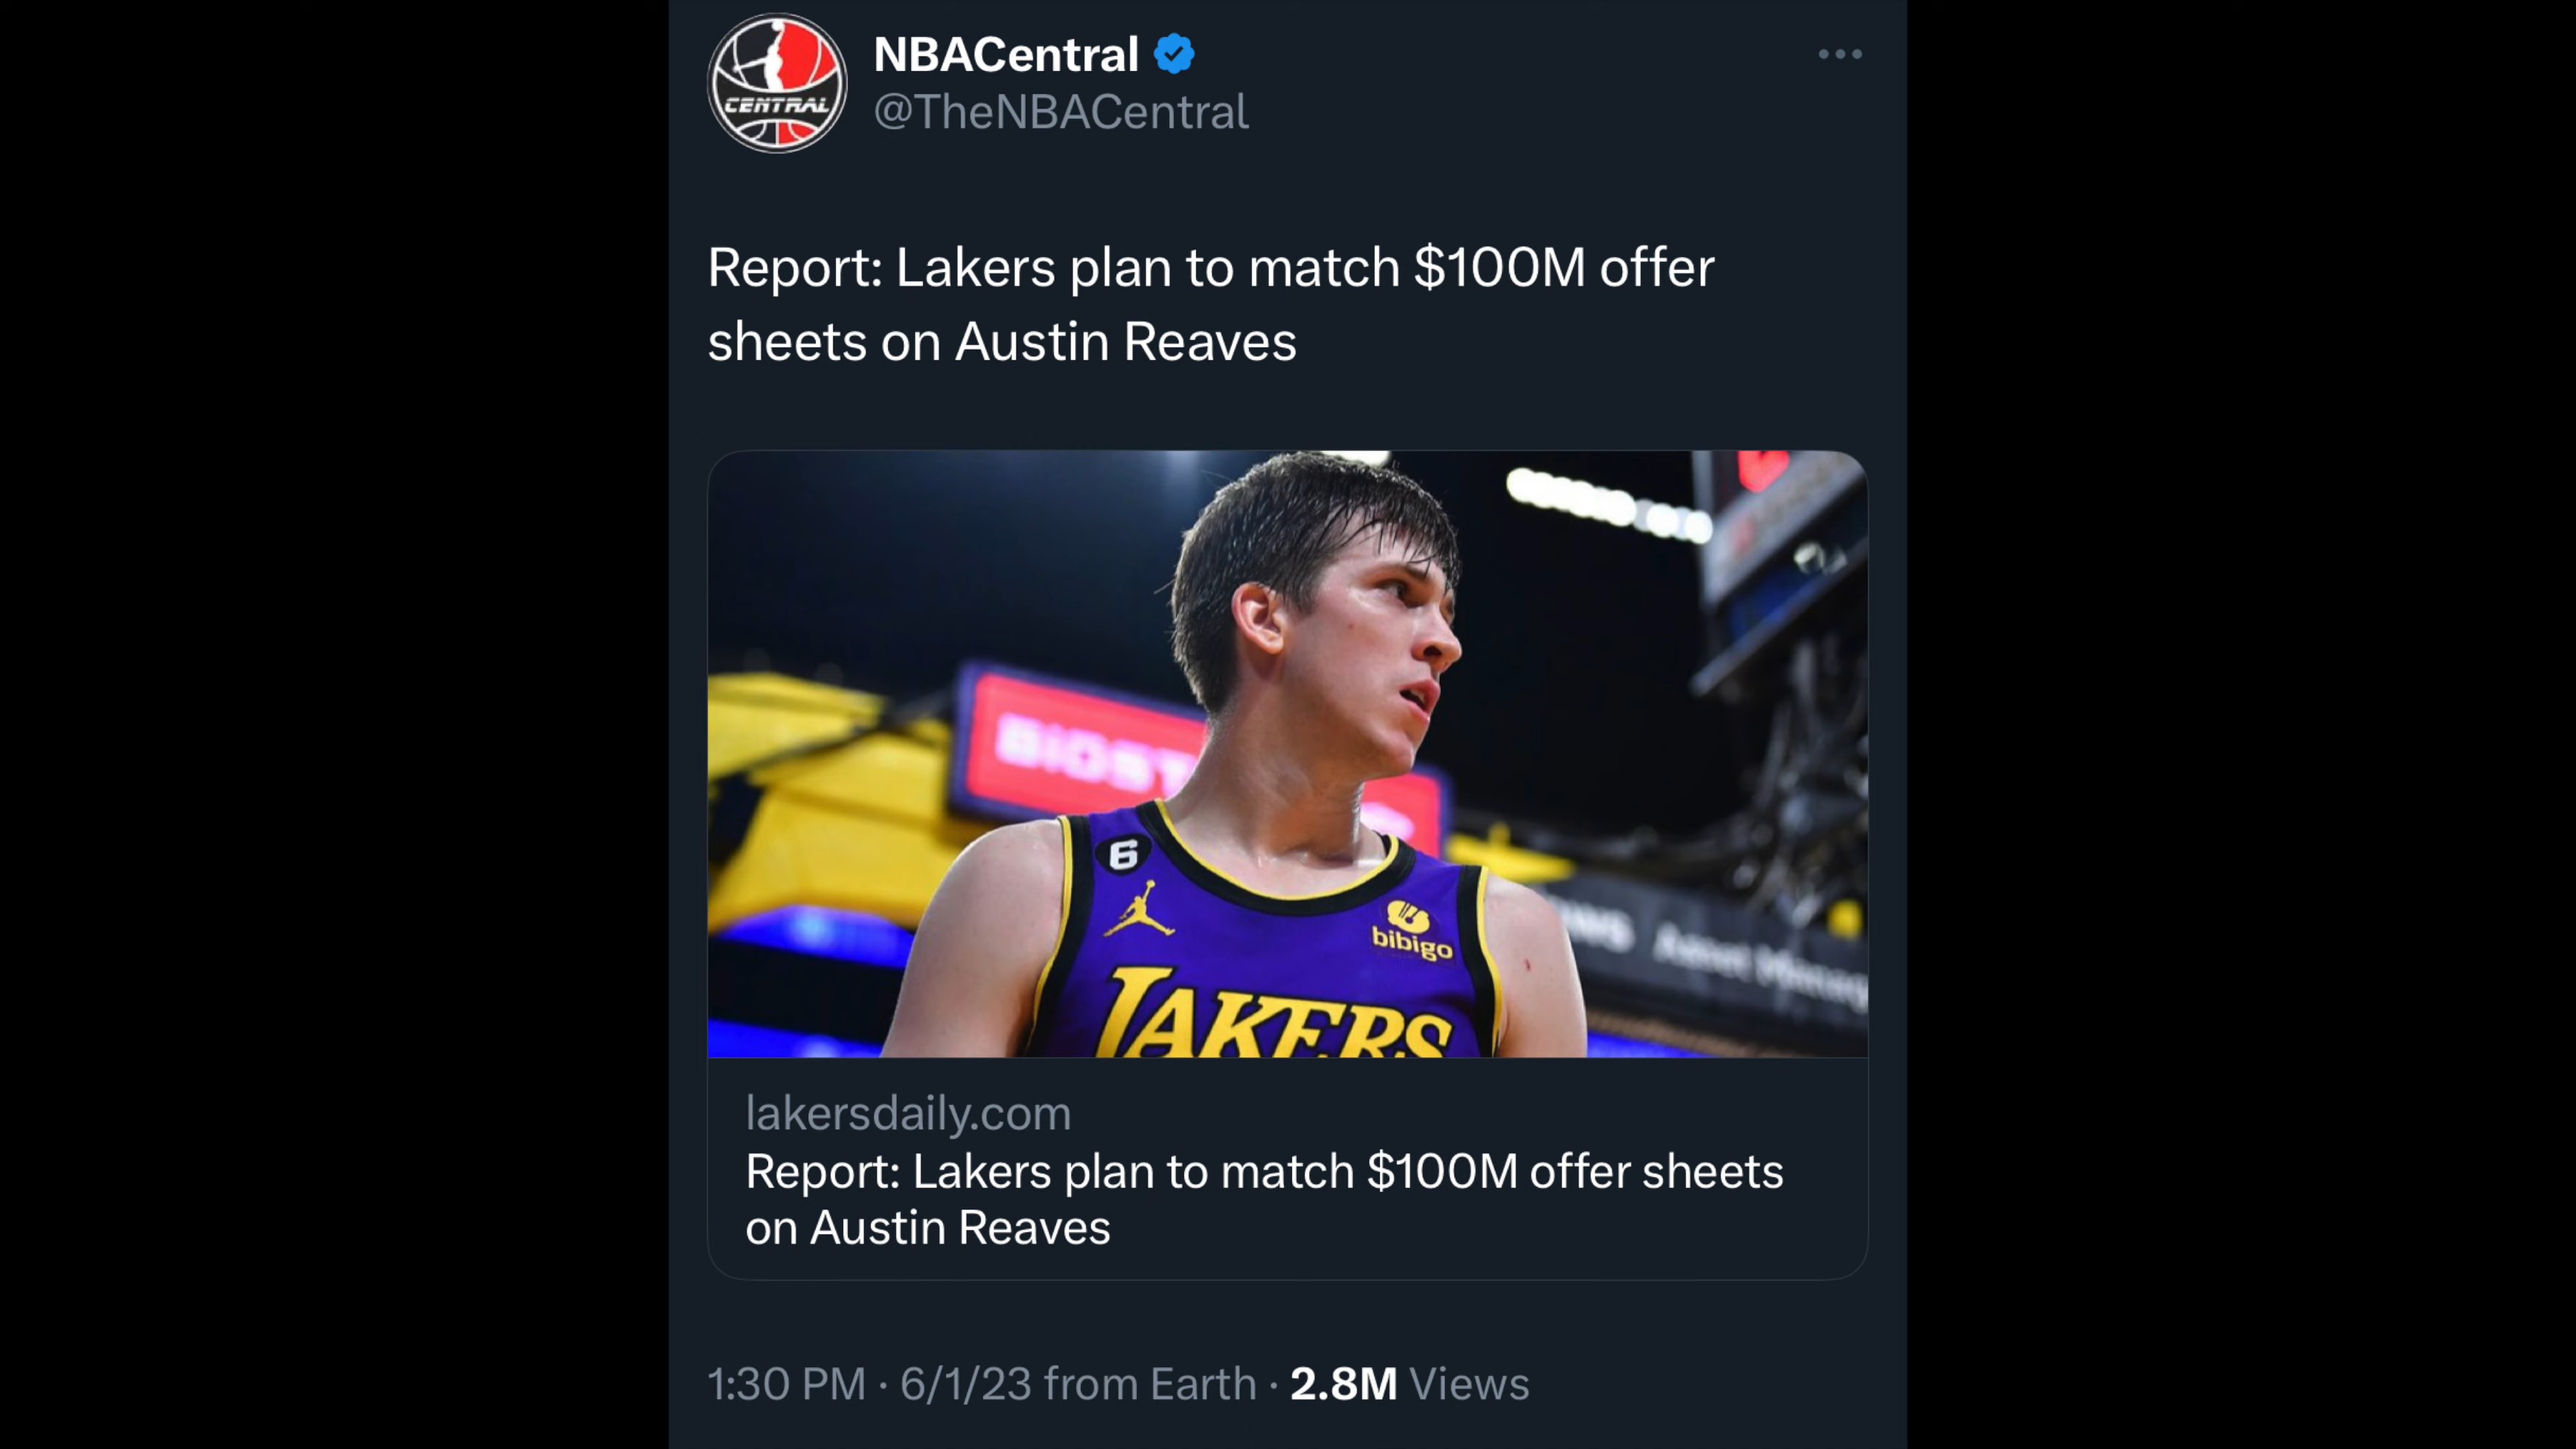 NBACentral
@TheNBACentral
CENTRAL
Report: Lakers plan to match $100M offer
sheets on Austin Reaves
BIOST
6
bibigo
LAKERS
lakersdaily.com
Report: Lakers plan to match $100M offer sheets
on Austin Reaves
1:30 PM · 6/1/23 from Earth · 2.8M Views